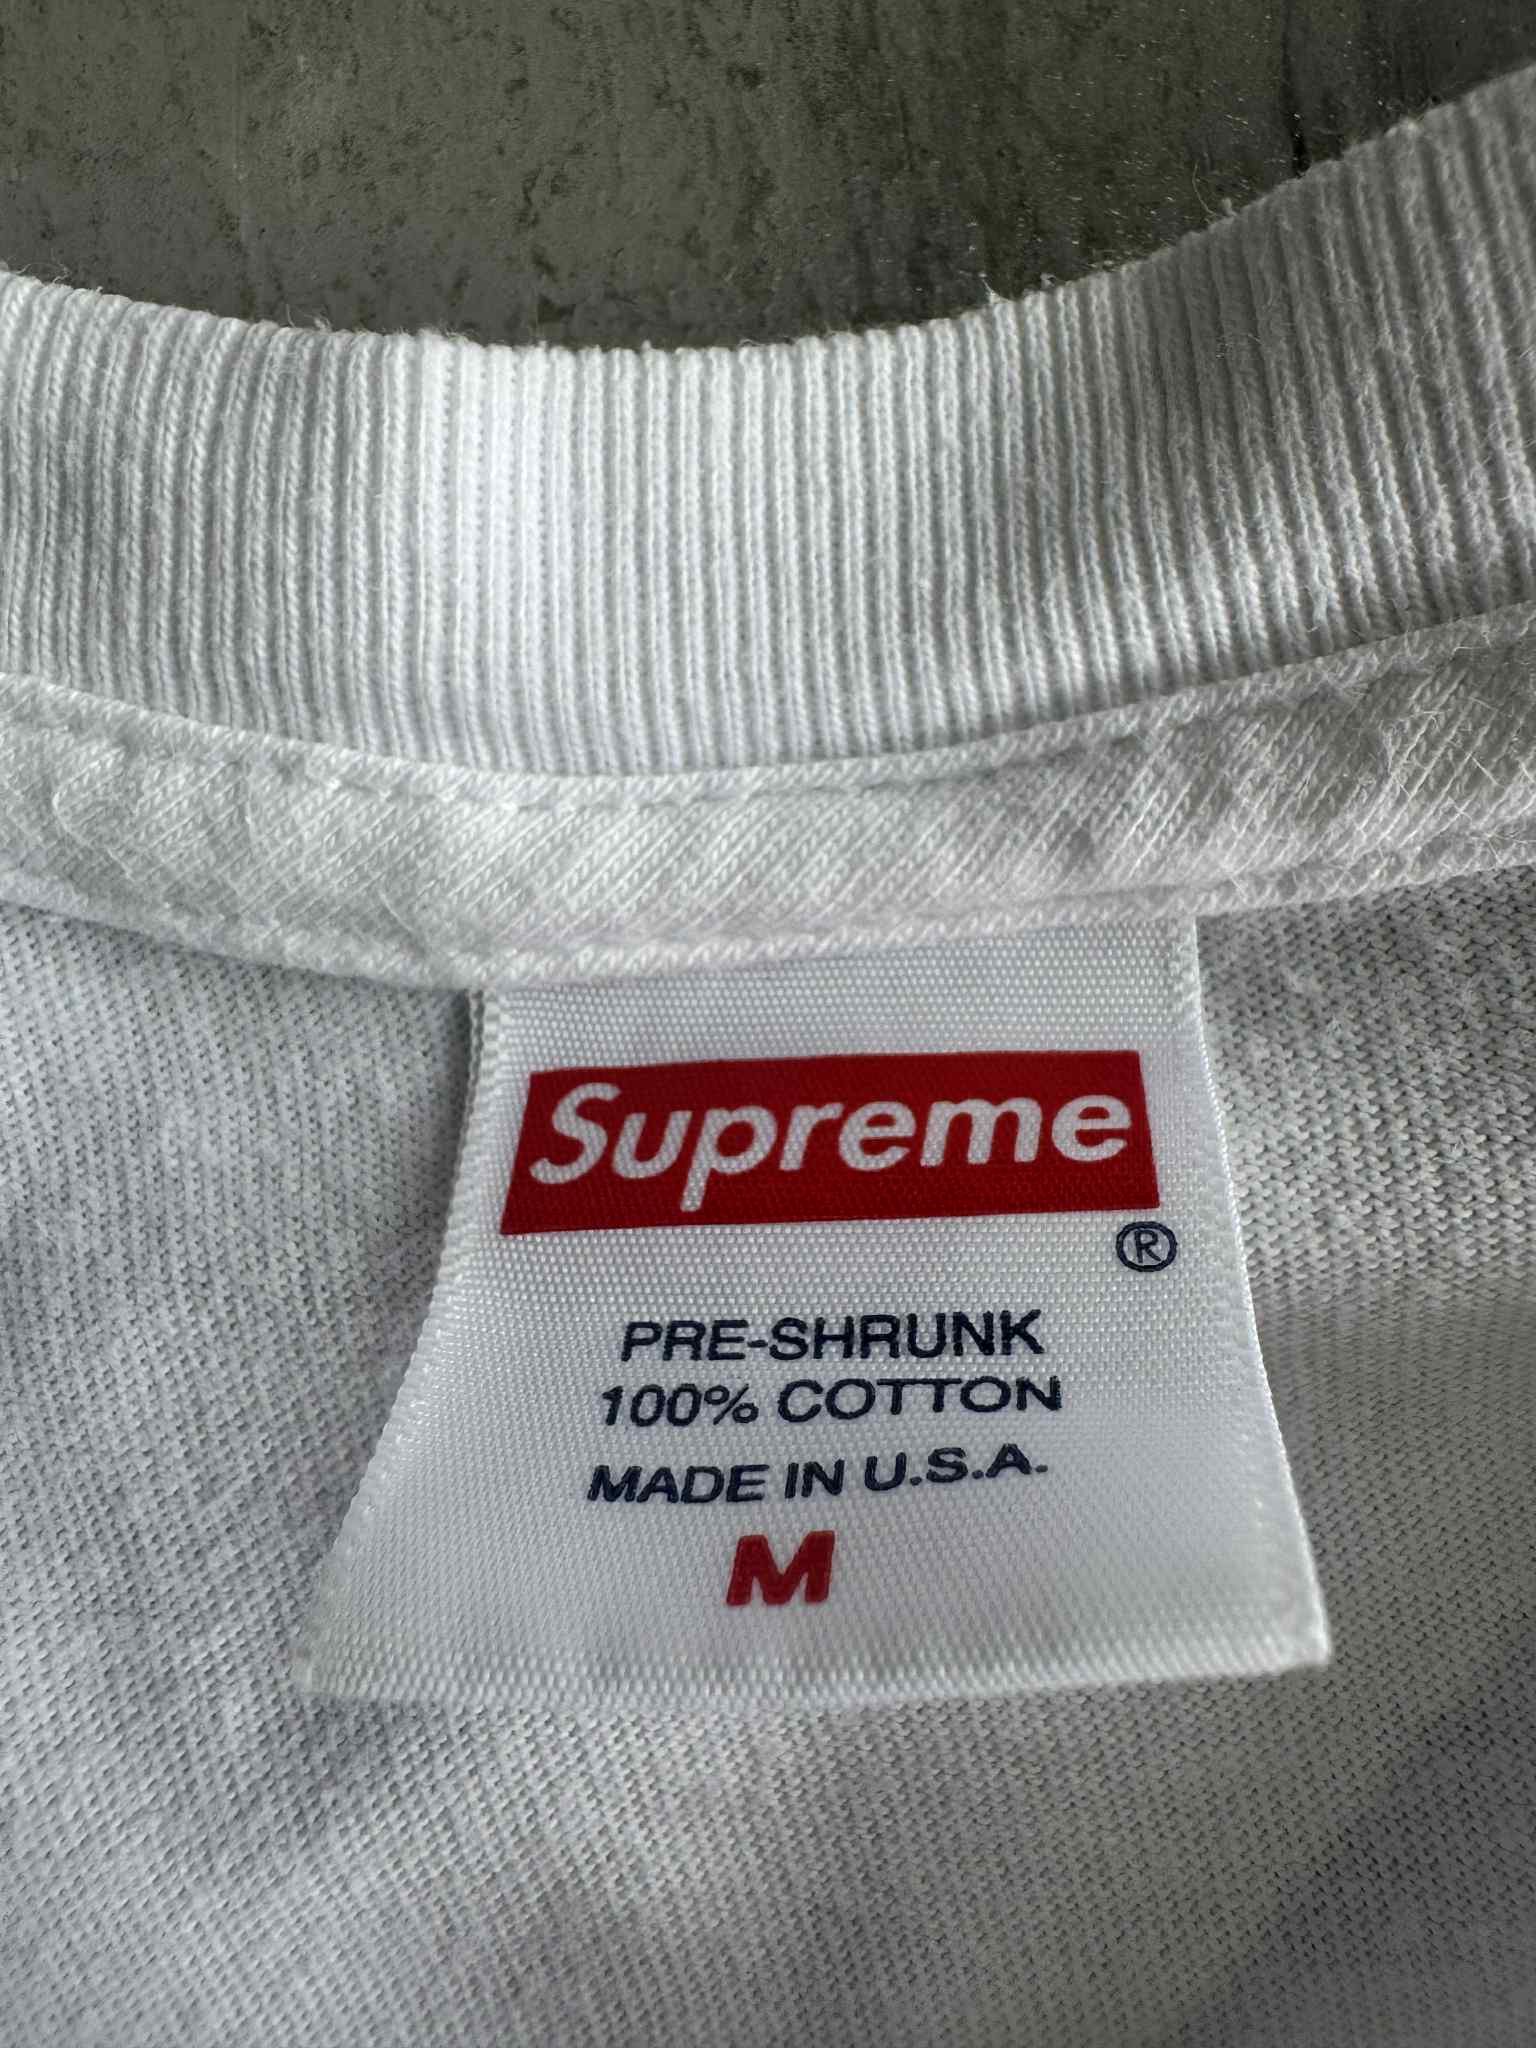 Supreme
®
PRE-SHRUNK
100% COTTON
MADE IN U.S.A.
M